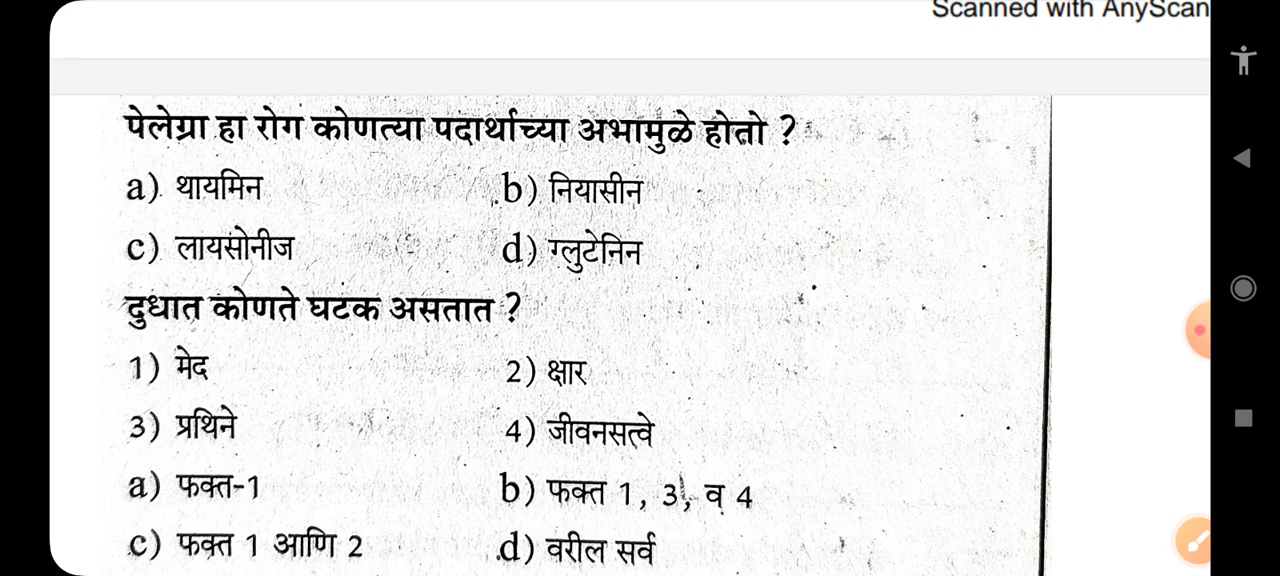 Scanned with AnyScan
पेलेग्रा हा रोग कोणत्या पदार्थाच्या अभामुळे होतो ?
a) थायमिन b) नियासीन
c) लायसोनीज d) ग्लुटेनिन
दुधात कोणते घटक असतात ?
1) मेद 2) क्षार
3) प्रथिने 4) जीवनसत्वे
a) फक्त-1 b) फक्त 1, 3, व 4
c) फक्त 1 आणि 2 d) वरील सर्व